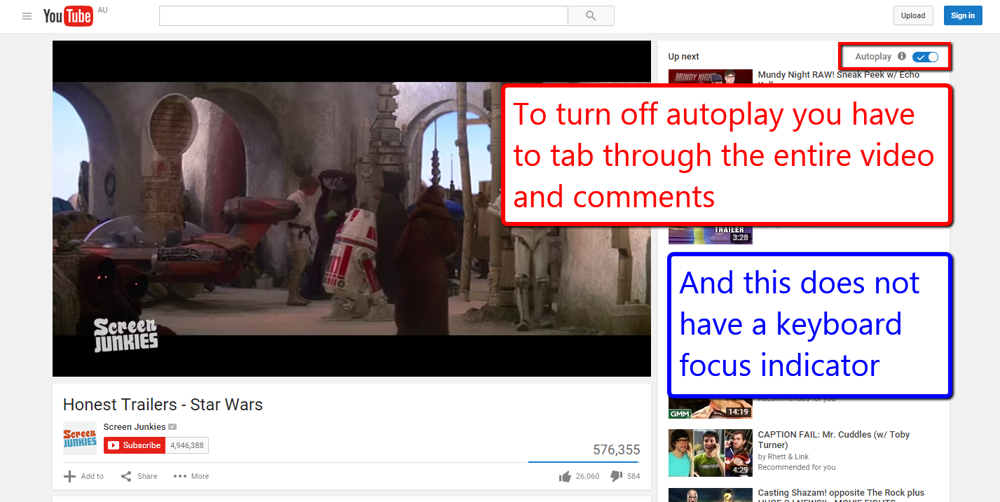 YouTube AU
Upload
Sign in
Up next
Autoplay
MUNDY NIGHT
Mundy Night RAW! Sneak Peek w/ Echo
To turn off autoplay you have
to tab through the entire video
and comments
TRAILER
3:28
And this does not
have a keyboard
focus indicator
Recommended for you
GMM
14:19
Screen
JUNKIES
Honest Trailers - Star Wars
Screen
JUNKIES
Screen Junkies
Subscribe 4,946,388
576,355
Add to
Share
More
26,060
584
CAPTION FAIL: Mr. Cuddles (w/ Toby
Turner)
by Rhett & Link
Recommended for you
4:29
Casting Shazam! opposite The Rock plus